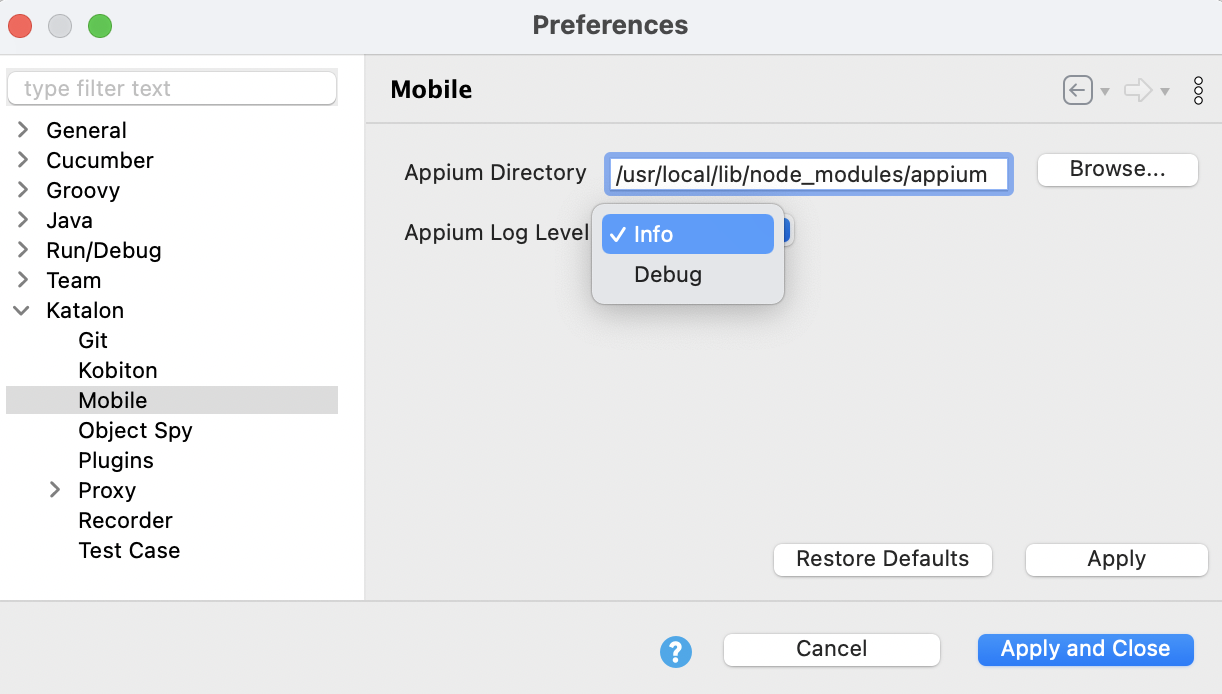 Preferences
type filter text
General
Cucumber
Groovy
Java
Run/Debug
Team
Katalon
Git
Kobiton
Mobile
Object Spy
Plugins
Proxy
Recorder
Test Case
Mobile
Appium Directory /usr/local/lib/node_modules/appium Browse...
Appium Log Level ✓ Info
Debug
Restore Defaults Apply
? Cancel Apply and Close